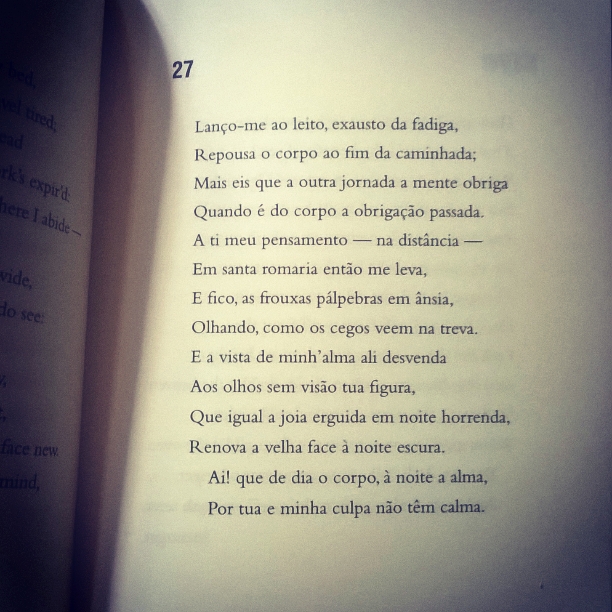 bed,
vel tired;
ead
rk's expir'd:
here I abide—
vide,
do see:
face new.
mind,
27
Lanço-me ao leito, exausto da fadiga,
Repousa o corpo ao fim da caminhada;
Mais eis que a outra jornada a mente obriga
Quando é do corpo a obrigação passada.
A ti meu pensamento — na distância —
Em santa romaria então me leva,
E fico, as frouxas pálpebras em ânsia,
Olhando, como os cegos veem na treva.
E a vista de minh'alma ali desvenda
Aos olhos sem visão tua figura,
Que igual a joia erguida em noite horrenda,
Renova a velha face à noite escura.
Ai! que de dia o corpo, à noite a alma,
Por tua e minha culpa não têm calma.